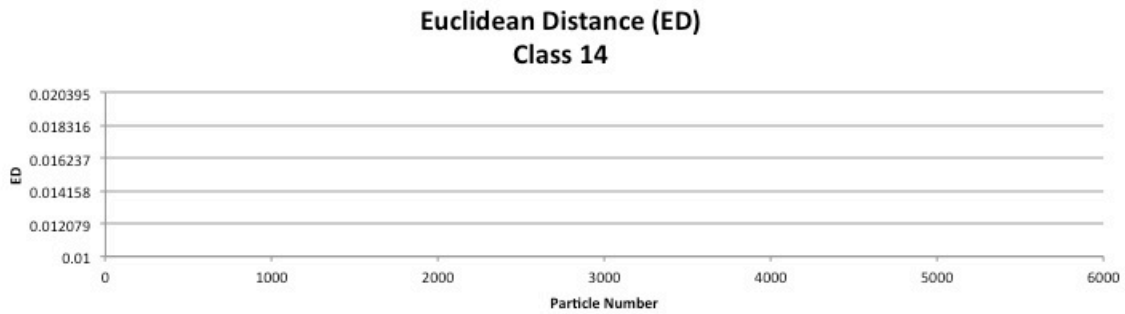 Euclidean Distance (ED)
Class 14
0.020395
0.018316
0.016237
ED
0.014158
0.012079
0.01
0 1000 2000 3000 4000 5000 6000
Particle Number